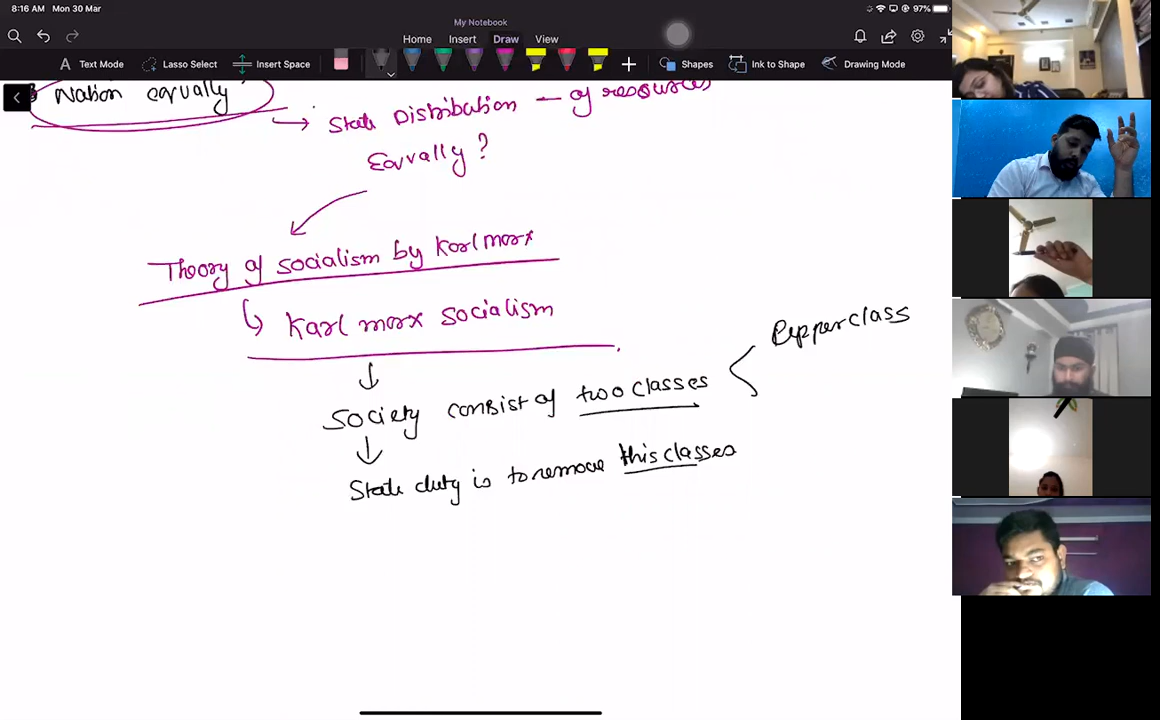 8:16 AM Mon 30 Mar
97%
My Notebook
Home Insert Draw View
Text Mode Lasso Select Insert Space Shapes Ink to Shape Drawing Mode
Nation equally
State Distribution — of resources
Equally?
Theory of socialism by Karl marx
Karl marx socialism
Society consist of two classes
upper class
State duty is to remove this classes